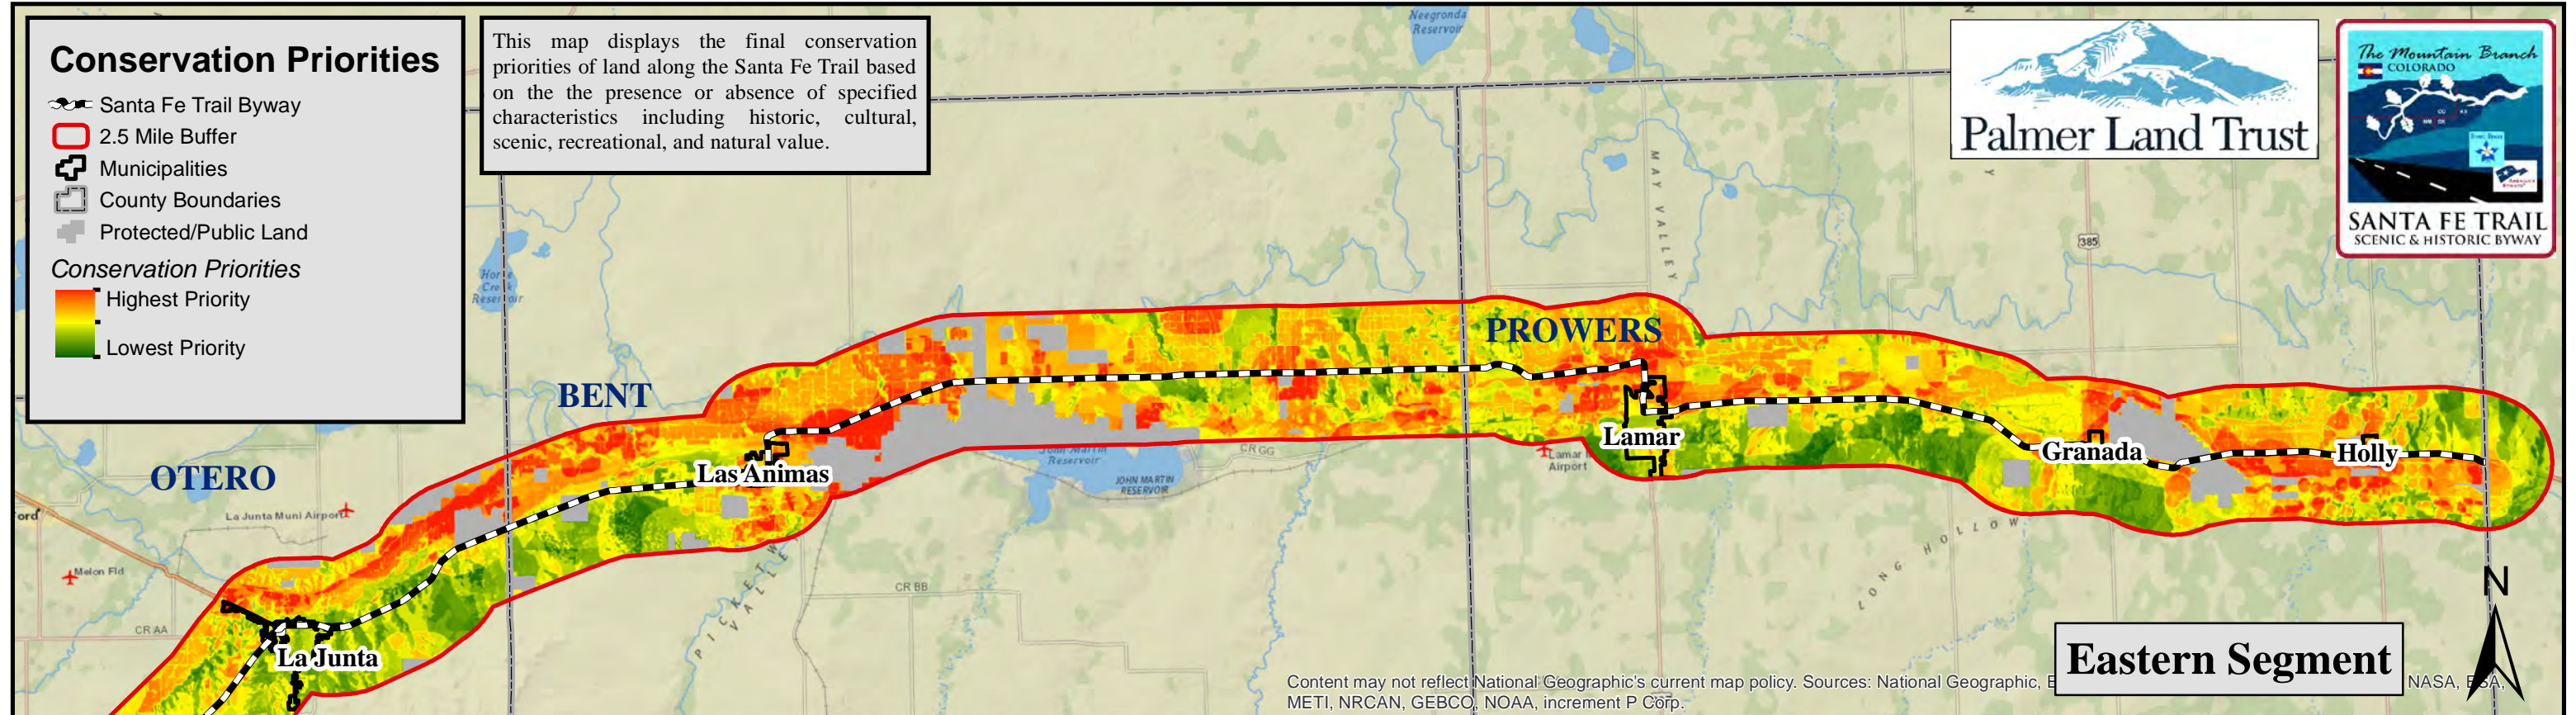 Conservation Priorities
Santa Fe Trail Byway
2.5 Mile Buffer
Municipalities
County Boundaries
Protected/Public Land
Conservation Priorities
Highest Priority
Lowest Priority
This map displays the final conservation
priorities of land along the Santa Fe Trail based
on the the presence or absence of specified
characteristics including historic, cultural,
scenic, recreational, and natural value.
Neegronda
Reservoir
Palmer Land Trust
The Mountain Branch
COLORADO
SANTA FE TRAIL
SCENIC & HISTORIC BYWAY
MAY VALLEY
385
Horse
Creek
Reservoir
PROWERS
BENT
OTERO
Las Animas
Lamar
Granada
Holly
La Junta
ford
La Junta Muni Airport
Melon Fld
CR AA
John Martin
Reservoir
JOHN MARTIN
RESERVOIR
CR GG
Lamar
Airport
CR BB
LONG HOLLOW
N
Eastern Segment
Content may not reflect National Geographic's current map policy. Sources: National Geographic, E
NASA, ESA,
METI, NRCAN, GEBCO, NOAA, increment P Corp.